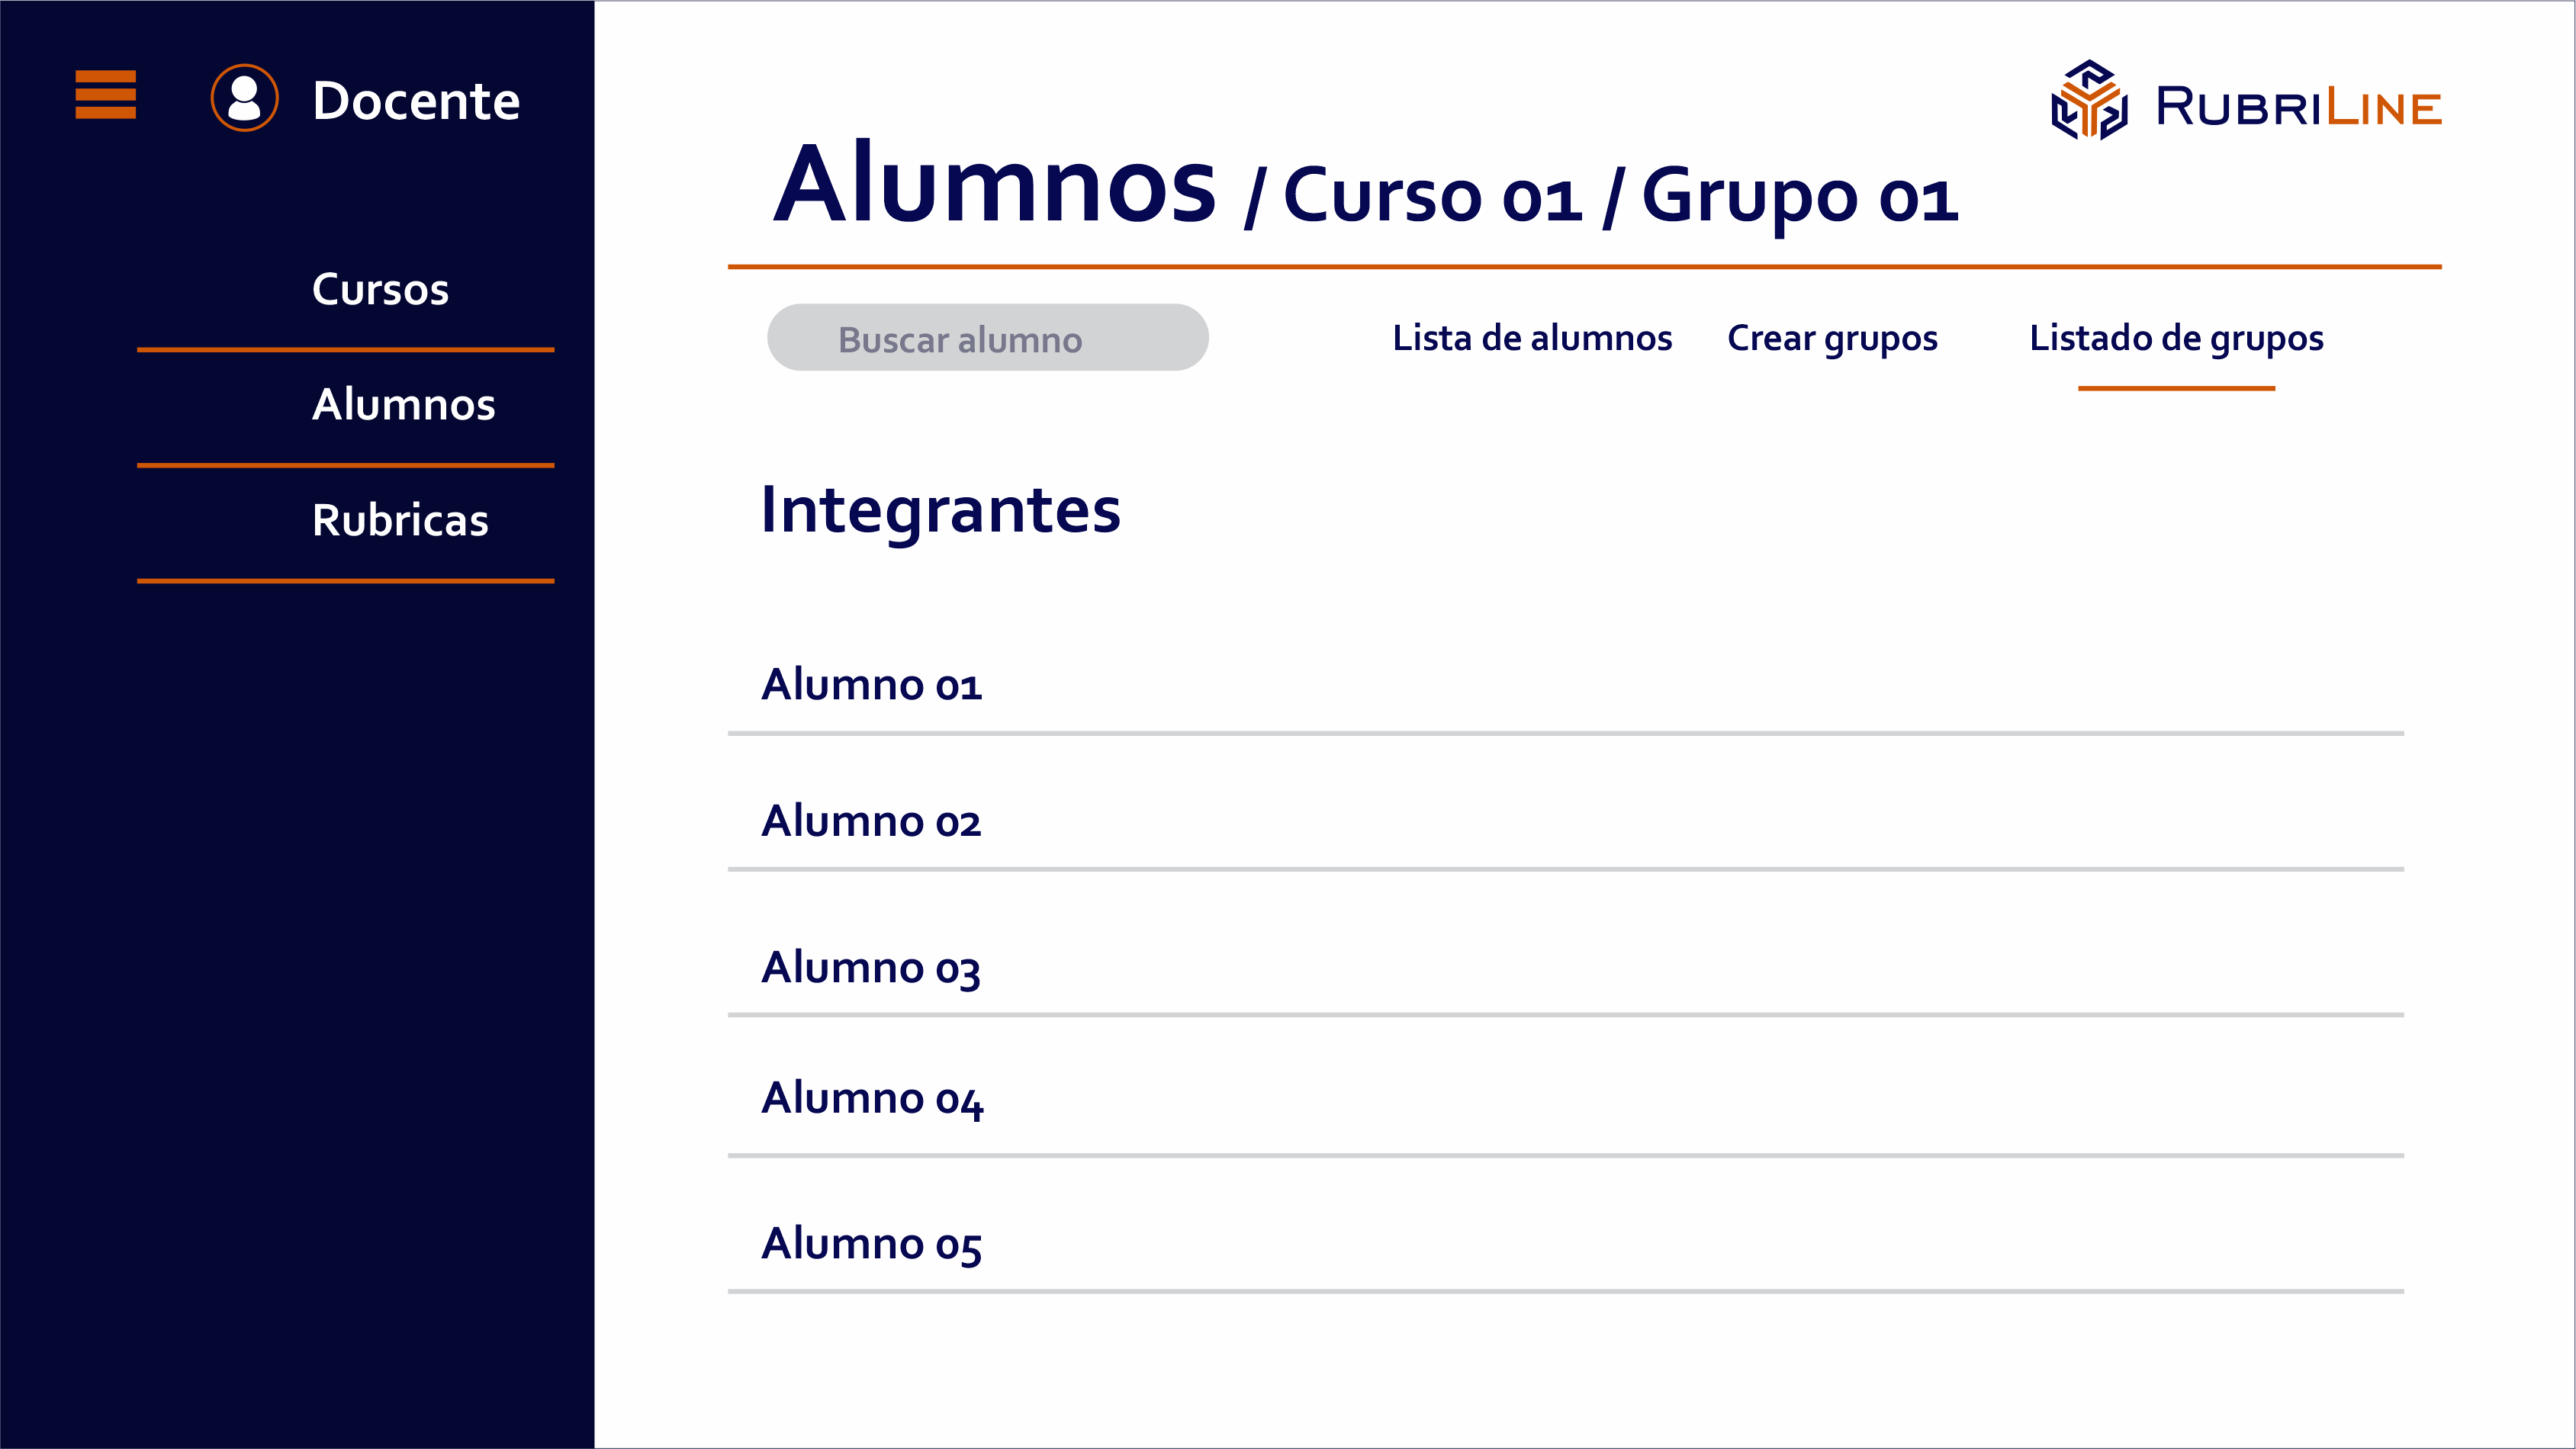 Docente
Cursos
Alumnos
Rubricas
RUBRILINE
Alumnos / Curso 01 / Grupo 01
Buscar alumno
Lista de alumnos
Crear grupos
Listado de grupos
Integrantes
Alumno 01
Alumno 02
Alumno 03
Alumno 04
Alumno 05